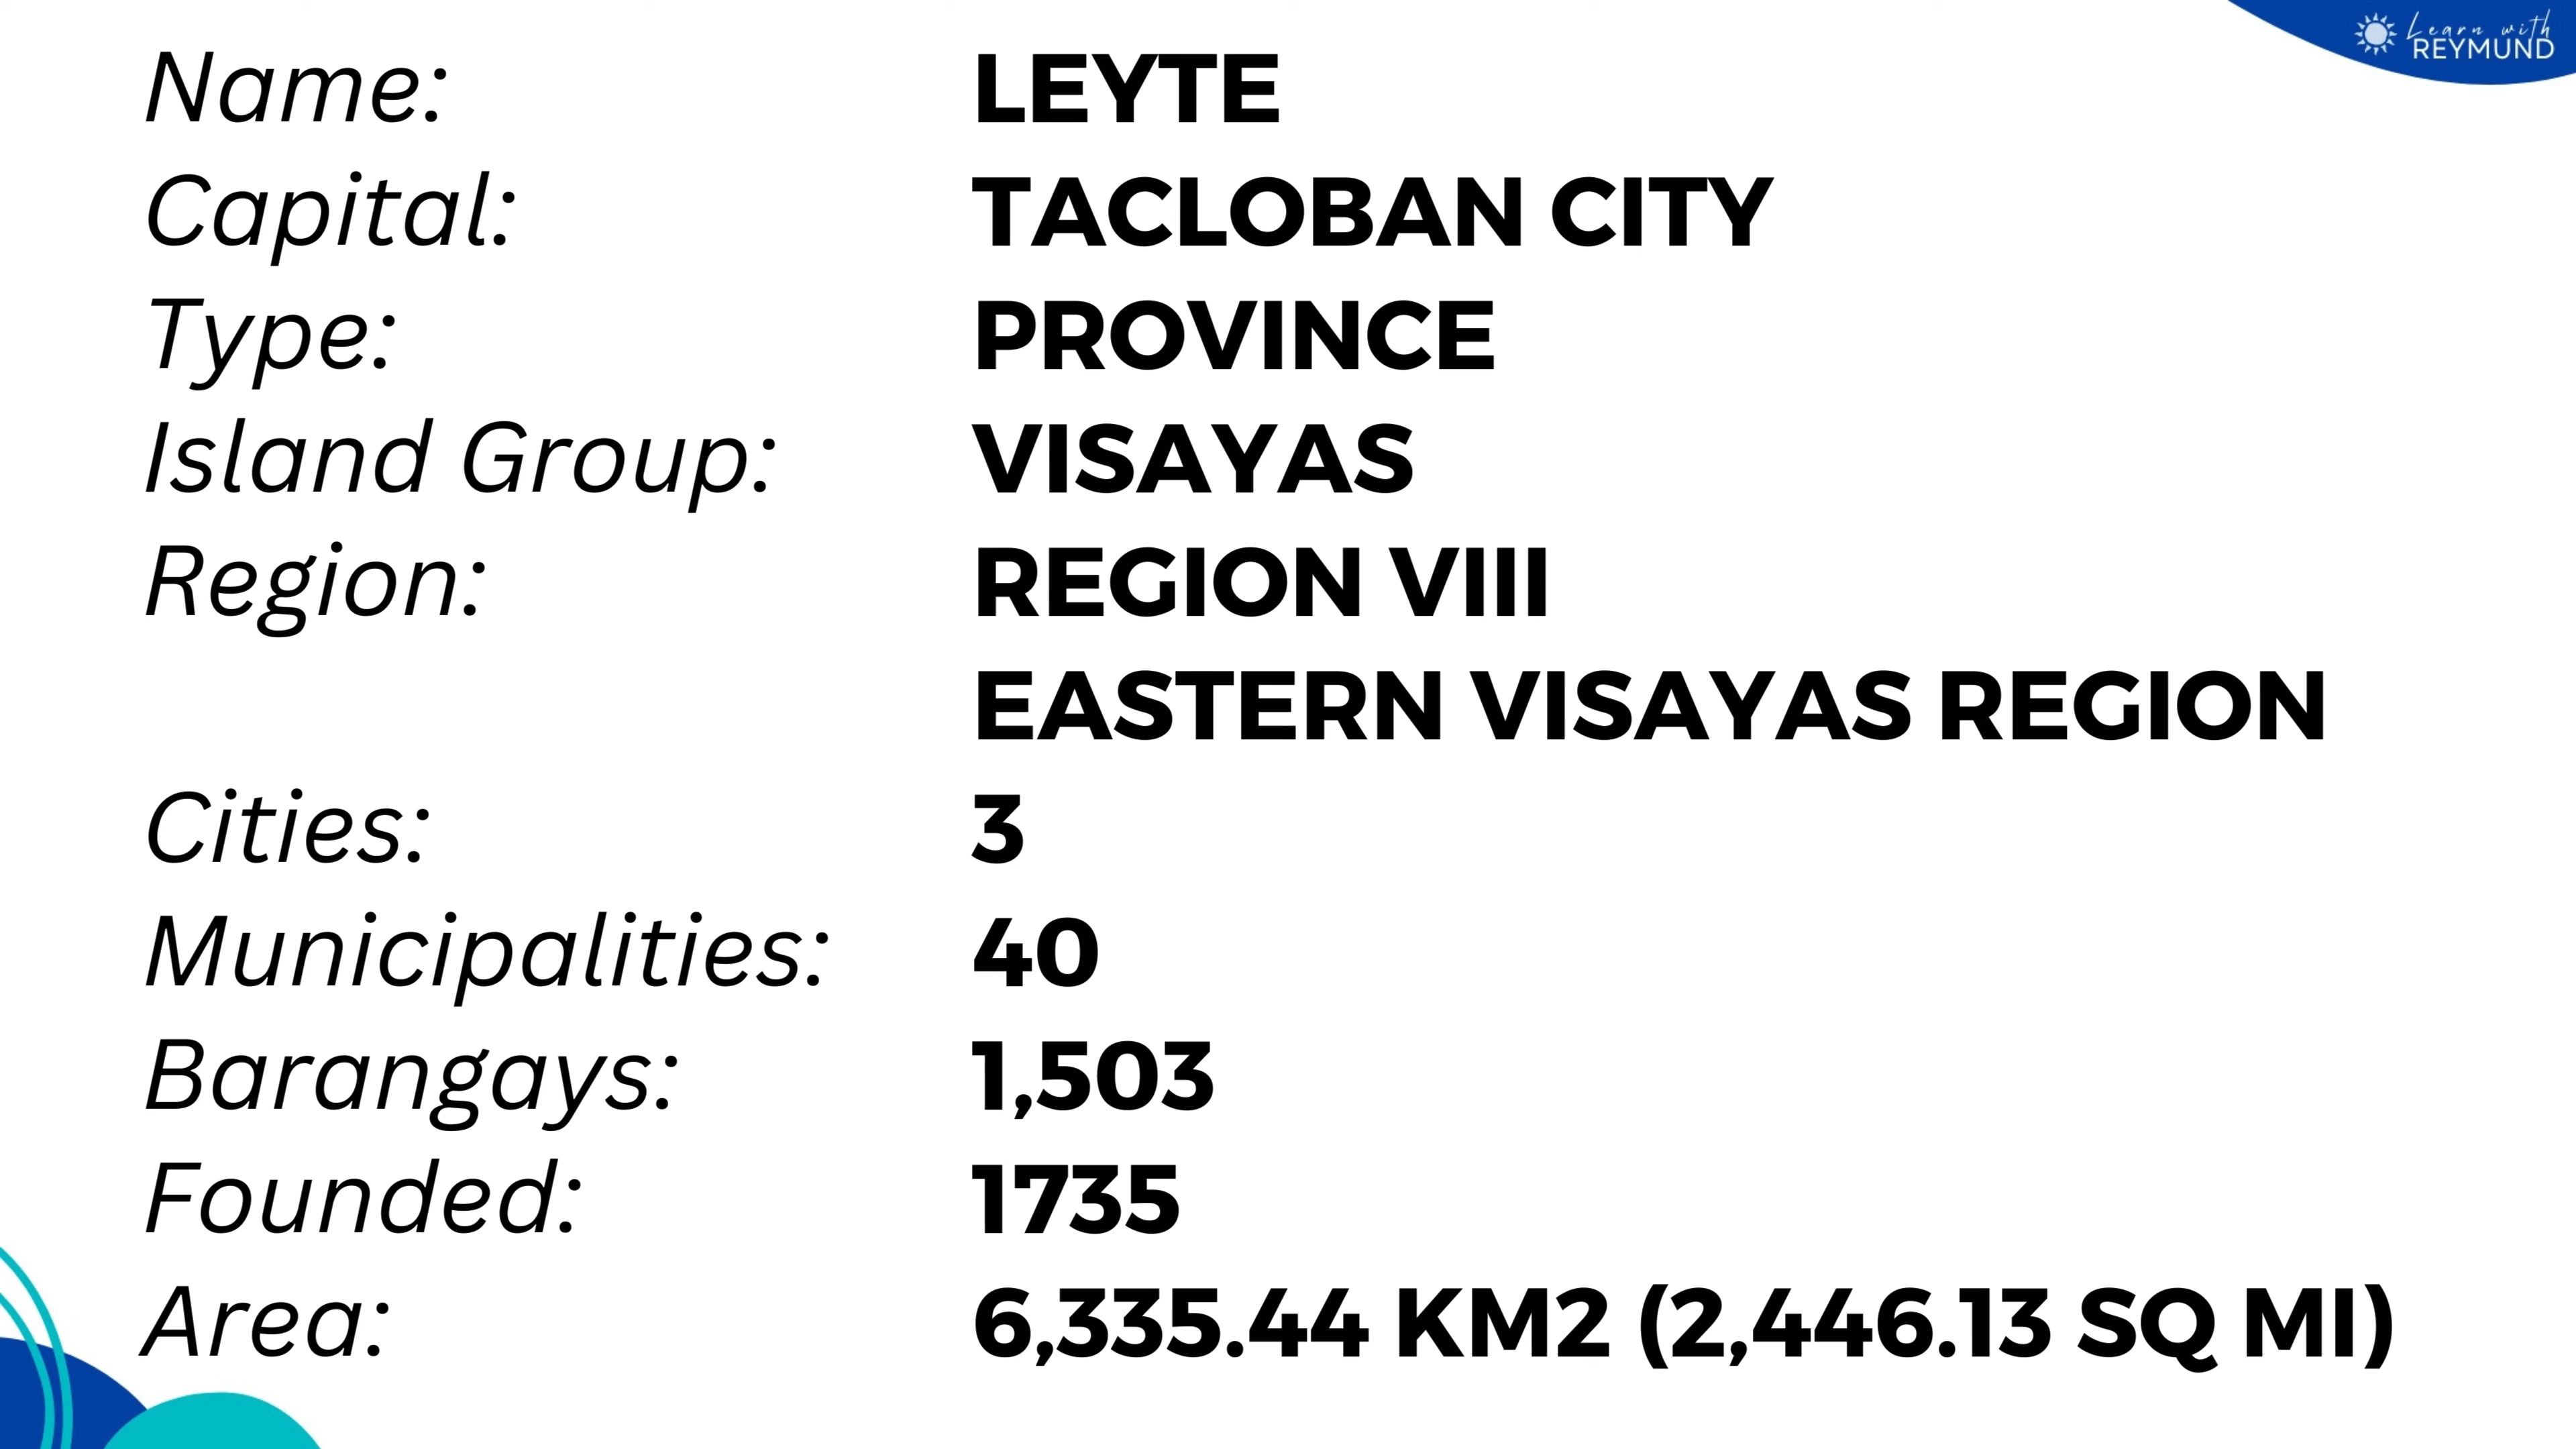 Learn with
REYMUND
Name: LEYTE
Capital: TACLOBAN CITY
Type: PROVINCE
Island Group: VISAYAS
Region: REGION VIII
EASTERN VISAYAS REGION
Cities: 3
Municipalities: 40
Barangays: 1,503
Founded: 1735
Area: 6,335.44 KM2 (2,446.13 SQ MI)